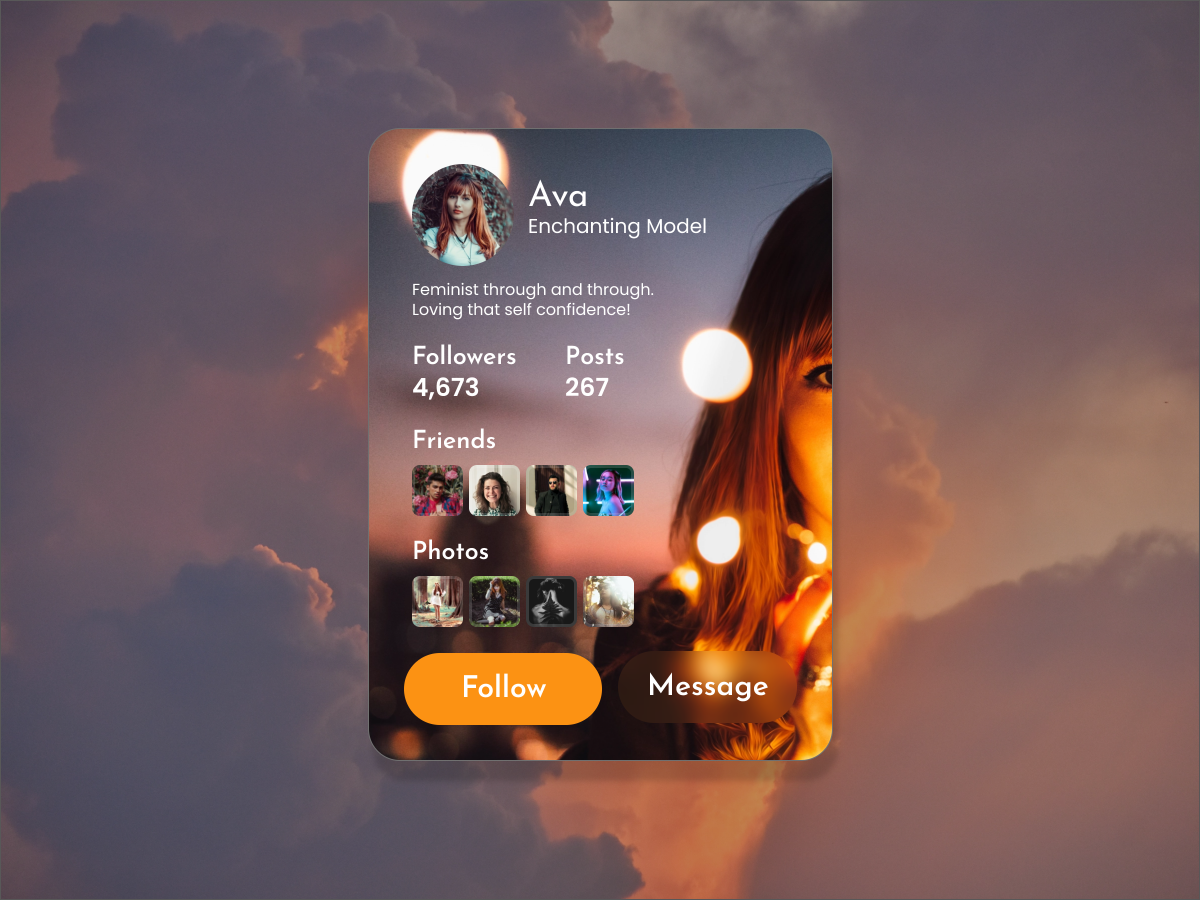 Ava
Enchanting Model
Feminist through and through.
Loving that self confidence!
Followers Posts
4,673 267
Friends
Photos
Follow Message